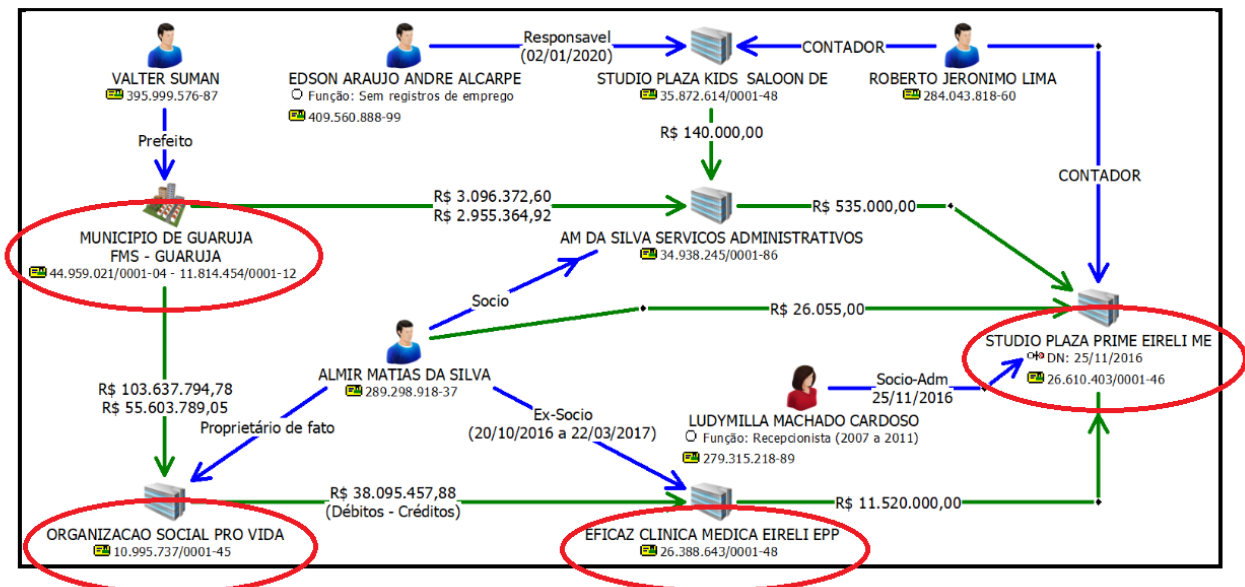 VALTER SUMAN
395.999.576-87
Prefeito
EDSON ARAUJO ANDRE ALCARPE
Função: Sem registros de emprego
409.560.888-99
Responsavel
(02/01/2020)
STUDIO PLAZA KIDS SALOON DE
35.872.614/0001-48
CONTADOR
ROBERTO JERONIMO LIMA
284.043.818-60
R$ 140.000,00
CONTADOR
MUNICIPIO DE GUARUJA
FMS - GUARUJA
44.959.021/0001-04 - 11.814.454/0001-12
R$ 3.096.372,60
R$ 2.955.364,92
AM DA SILVA SERVICOS ADMINISTRATIVOS
34.938.245/0001-86
R$ 535.000,00
Socio
R$ 26.055,00
STUDIO PLAZA PRIME EIRELI ME
DN: 25/11/2016
26.610.403/0001-46
ALMIR MATIAS DA SILVA
289.298.918-37
R$ 103.637.794,78
R$ 55.603.789,05
Proprietário de fato
Ex-Socio
(20/10/2016 a 22/03/2017)
Socio-Adm
25/11/2016
LUDYMILLA MACHADO CARDOSO
Função: Recepcionista (2007 a 2011)
279.315.218-89
ORGANIZACAO SOCIAL PRO VIDA
10.995.737/0001-45
R$ 38.095.457,88
(Débitos - Créditos)
EFICAZ CLINICA MEDICA EIRELI EPP
26.388.643/0001-48
R$ 11.520.000,00